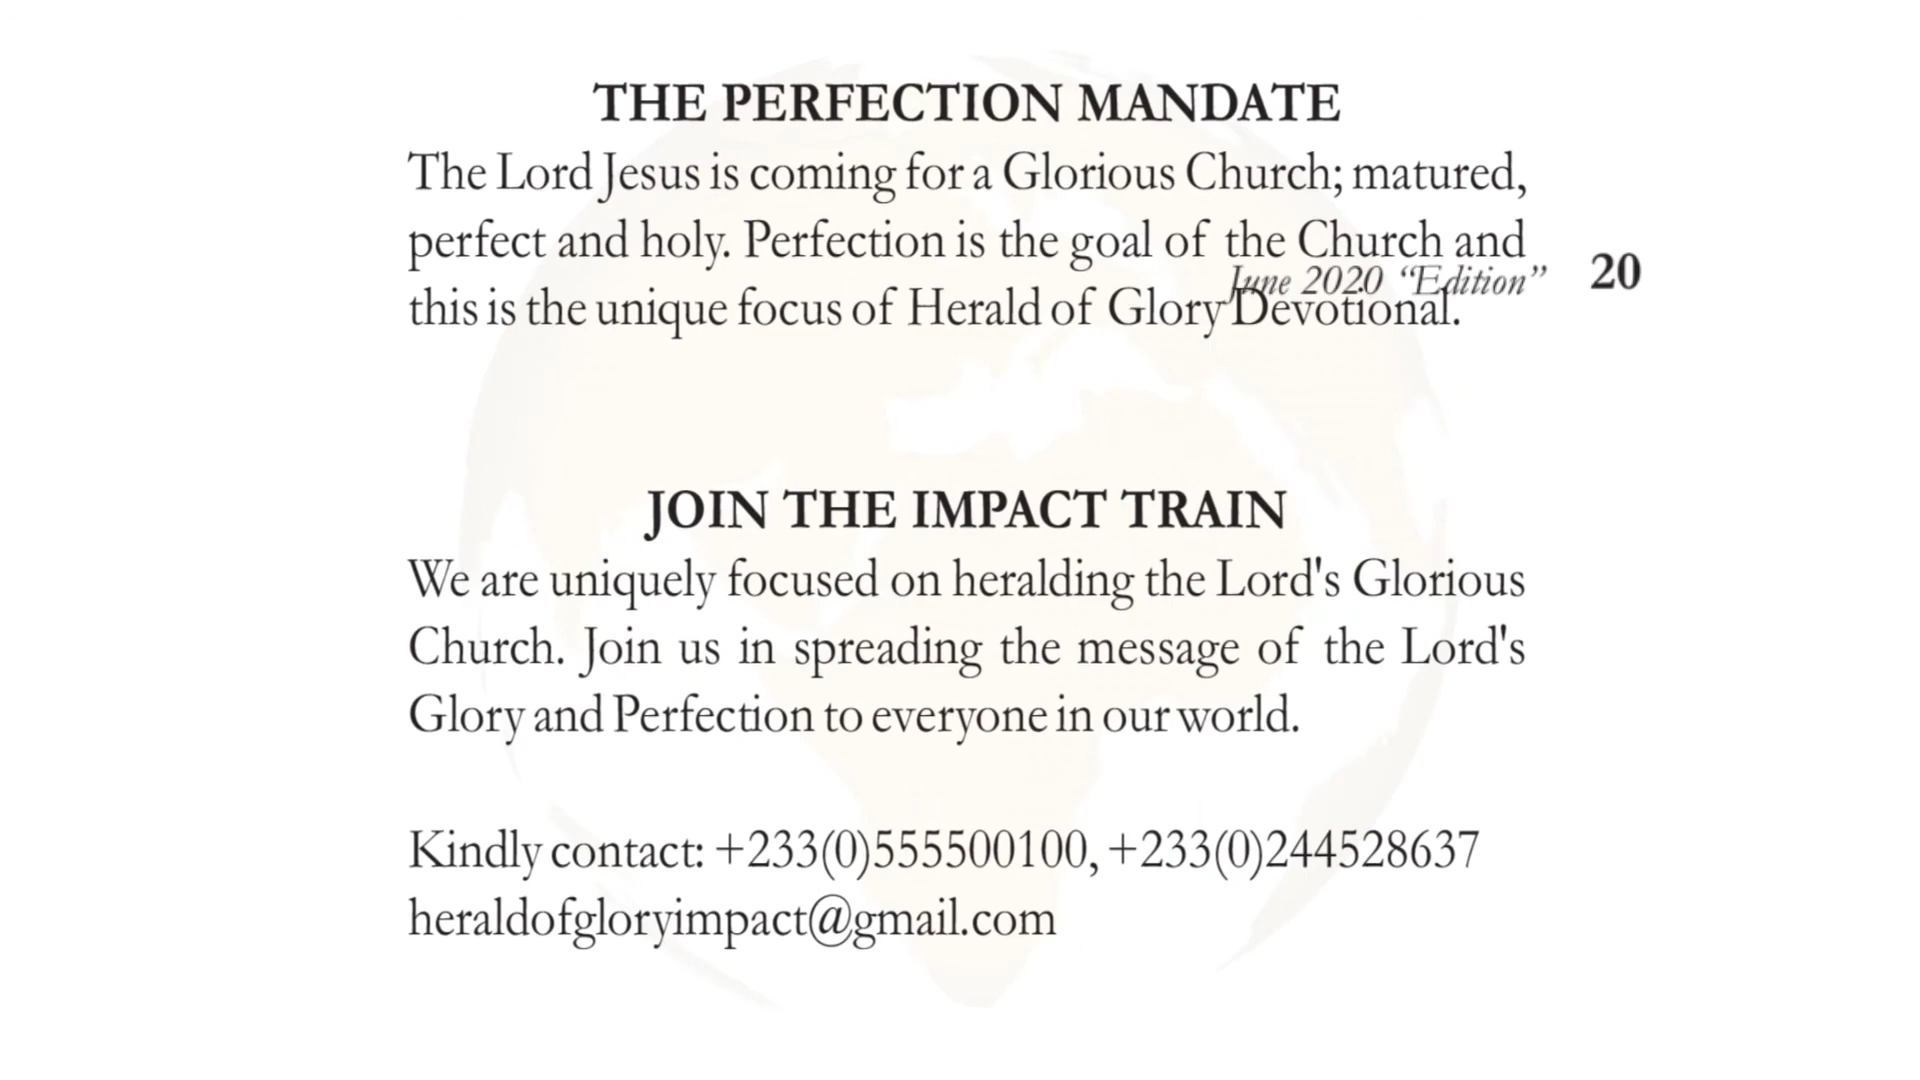 THE PERFECTION MANDATE
The Lord Jesus is coming for a Glorious Church; matured,
perfect and holy. Perfection is the goal of the Church and
June 2020 “Edition” 20
this is the unique focus of Herald of Glory Devotional.
JOIN THE IMPACT TRAIN
We are uniquely focused on heralding the Lord's Glorious
Church. Join us in spreading the message of the Lord's
Glory and Perfection to everyone in our world.
Kindly contact: +233(0)555500100, +233(0)244528637
heraldofgloryimpact@gmail.com